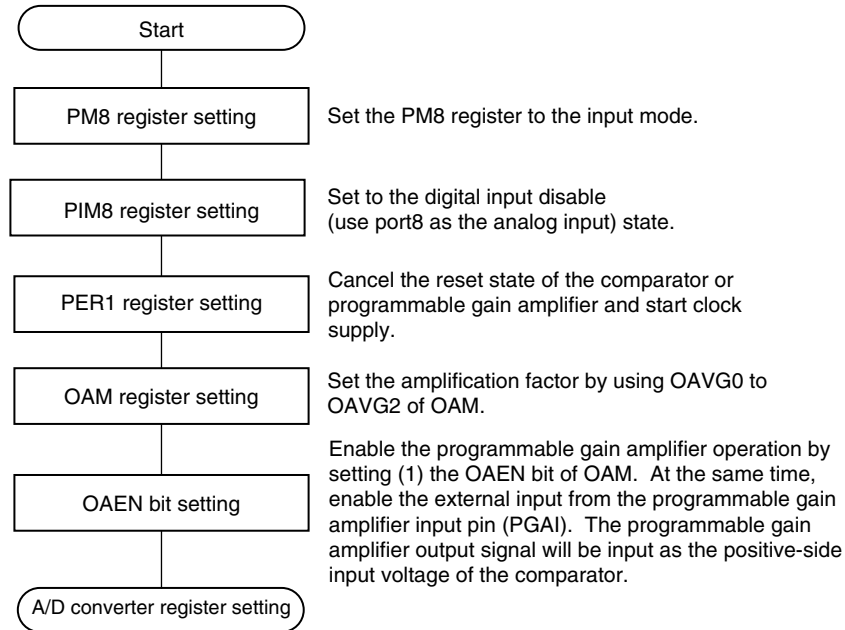 Start
PM8 register setting
Set the PM8 register to the input mode.
PIM8 register setting
Set to the digital input disable
(use port8 as the analog input) state.
PER1 register setting
Cancel the reset state of the comparator or
programmable gain amplifier and start clock
supply.
OAM register setting
Set the amplification factor by using OAVG0 to
OAVG2 of OAM.
OAEN bit setting
Enable the programmable gain amplifier operation by
setting (1) the OAEN bit of OAM. At the same time,
enable the external input from the programmable gain
amplifier input pin (PGAI). The programmable gain
amplifier output signal will be input as the positive-side
input voltage of the comparator.
A/D converter register setting